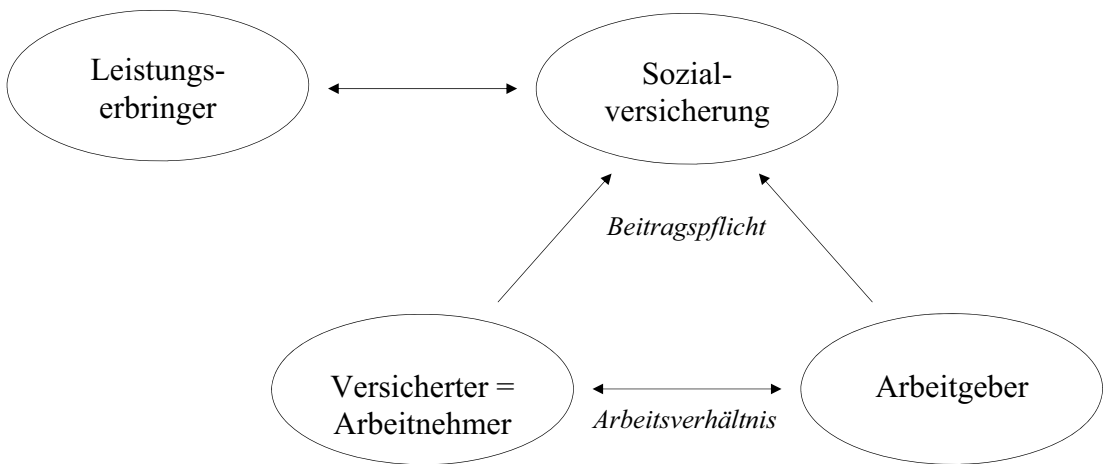 Leistungs-
erbringer
Sozial-
versicherung
Beitragspflicht
Versicherter =
Arbeitnehmer
Arbeitsverhältnis
Arbeitgeber